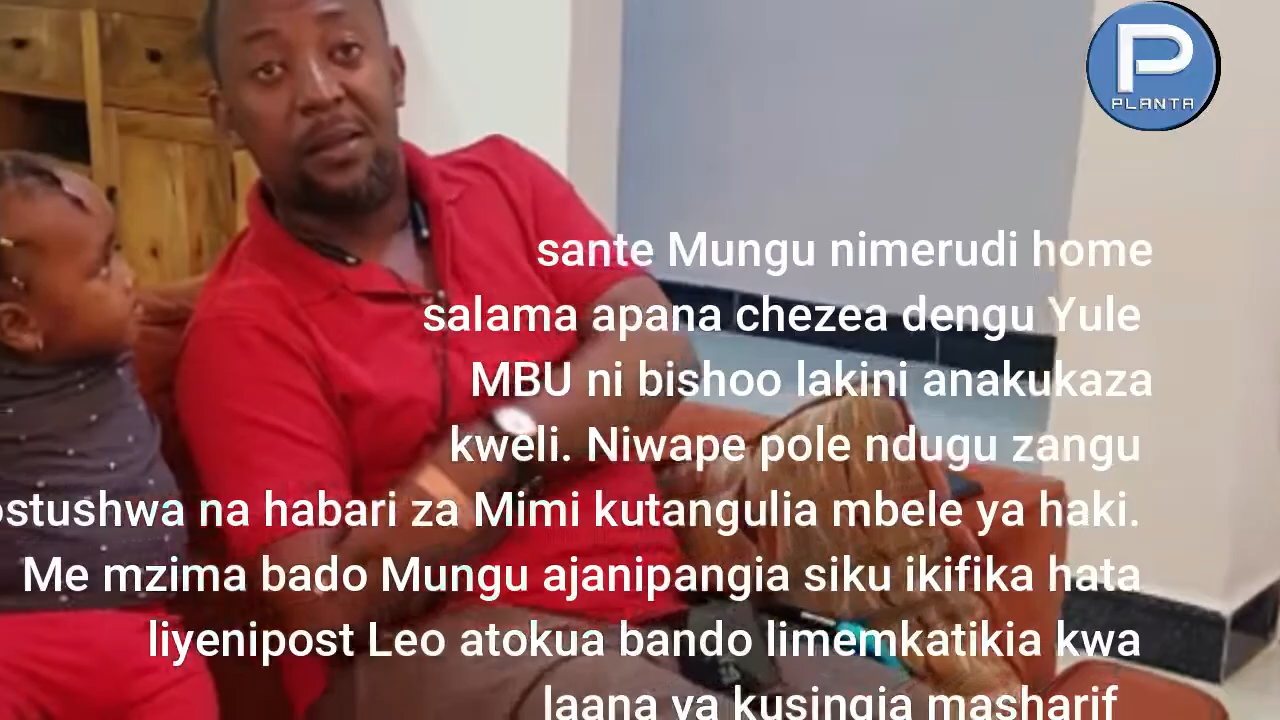 P
PLANTA
sante Mungu nimerudi home
salama apana chezea dengu Yule
MBU ni bishoo lakini anakukaza
kweli. Niwape pole ndugu zangu
ostushwa na habari za Mimi kutangulia mbele ya haki.
Me mzima bado Mungu ajanipangia siku ikifika hata
liyenipost Leo atokua bando limemkatikia kwa
laana ya kusingia masharif